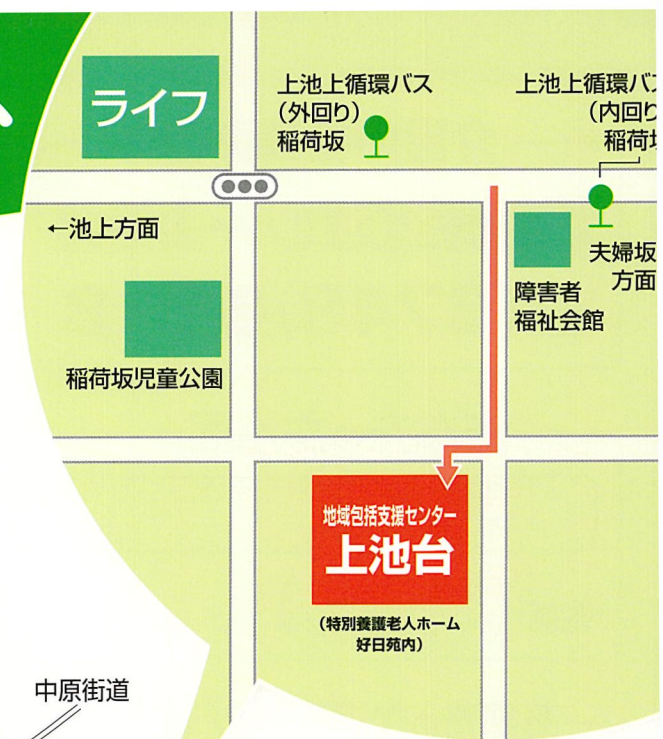 ライフ
上池上循環バス
（外回り）
稲荷坂
上池上循環バ
（内回り
稲荷
←池上方面
夫婦坂
方面
障害者
福祉会館
稲荷坂児童公園
地域包括支援センター
上池台
（特別養護老人ホーム
好日苑内）
中原街道